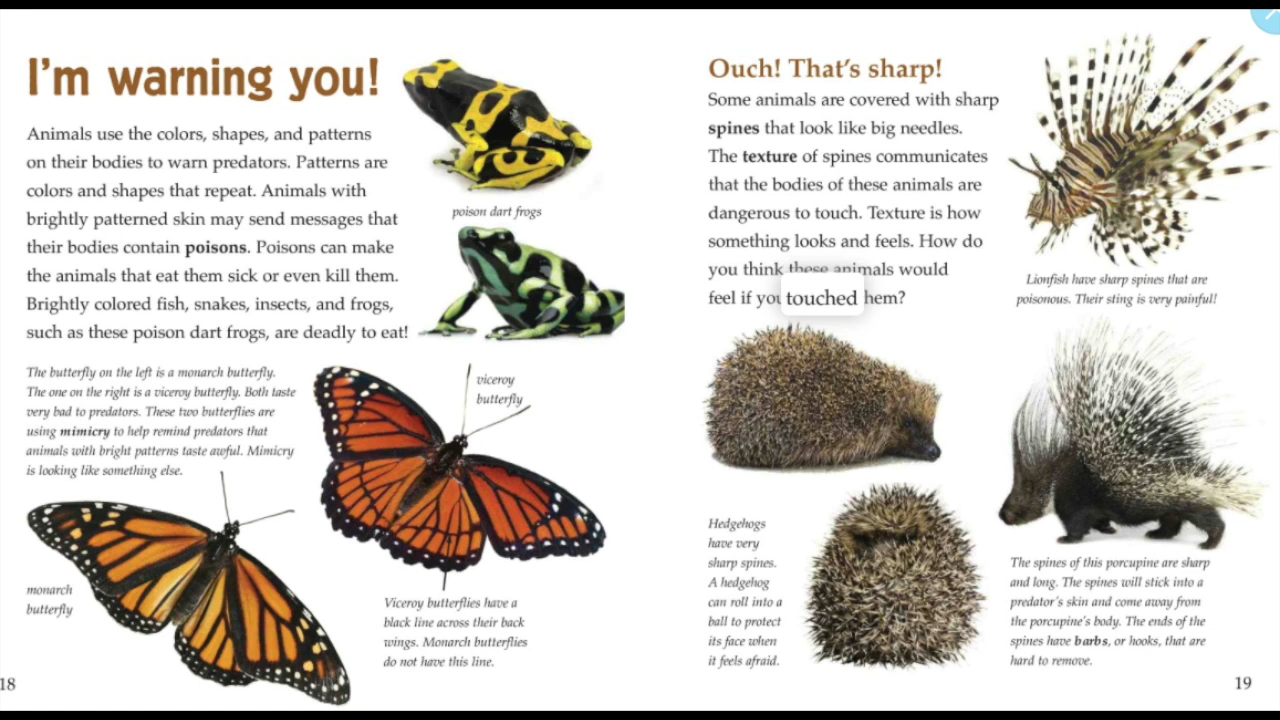 I'm warning you!
Animals use the colors, shapes, and patterns
on their bodies to warn predators. Patterns are
colors and shapes that repeat. Animals with
brightly patterned skin may send messages that
their bodies contain poisons. Poisons can make
the animals that eat them sick or even kill them.
Brightly colored fish, snakes, insects, and frogs,
such as these poison dart frogs, are deadly to eat!
poison dart frogs
The butterfly on the left is a monarch butterfly.
The one on the right is a viceroy butterfly. Both taste
very bad to predators. These two butterflies are
using mimicry to help remind predators that
animals with bright patterns taste awful. Mimicry
is looking like something else.
viceroy
butterfly
monarch
butterfly
Viceroy butterflies have a
black line across their back
wings. Monarch butterflies
do not have this line.
18
Ouch! That's sharp!
Some animals are covered with sharp
spines that look like big needles.
The texture of spines communicates
that the bodies of these animals are
dangerous to touch. Texture is how
something looks and feels. How do
you think these animals would
feel if you touched hem?
Lionfish have sharp spines that are
poisonous. Their sting is very painful!
Hedgehogs
have very
sharp spines.
A hedgehog
can roll into a
ball to protect
its face when
it feels afraid.
The spines of this porcupine are sharp
and long. The spines will stick into a
predator's skin and come away from
the porcupine's body. The ends of the
spines have barbs, or hooks, that are
hard to remove.
19